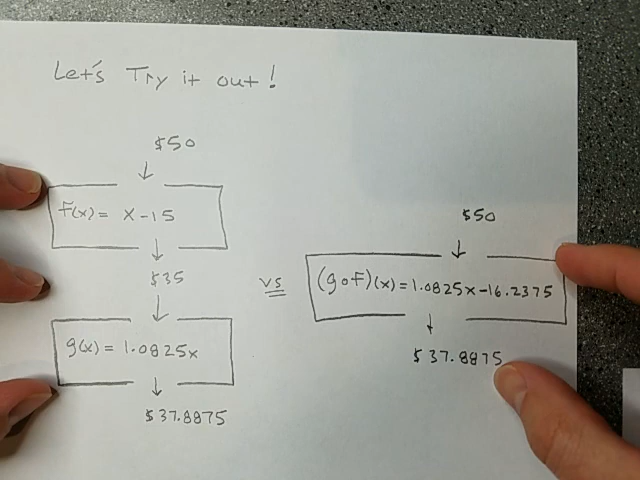 Let's Try it out!
$50
f(x) = x-15
$35
g(x) = 1.0825x
$37.8875
vs
$50
(gof)(x) = 1.0825x-16.2375
$37.8875